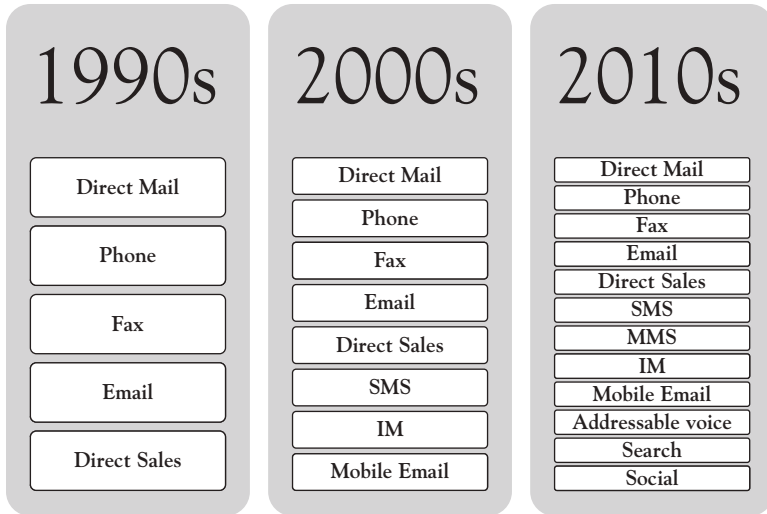 1990s
Direct Mail
Phone
Fax
Email
Direct Sales
2000s
Direct Mail
Phone
Fax
Email
Direct Sales
SMS
IM
Mobile Email
2010s
Direct Mail
Phone
Fax
Email
Direct Sales
SMS
MMS
IM
Mobile Email
Addressable voice
Search
Social